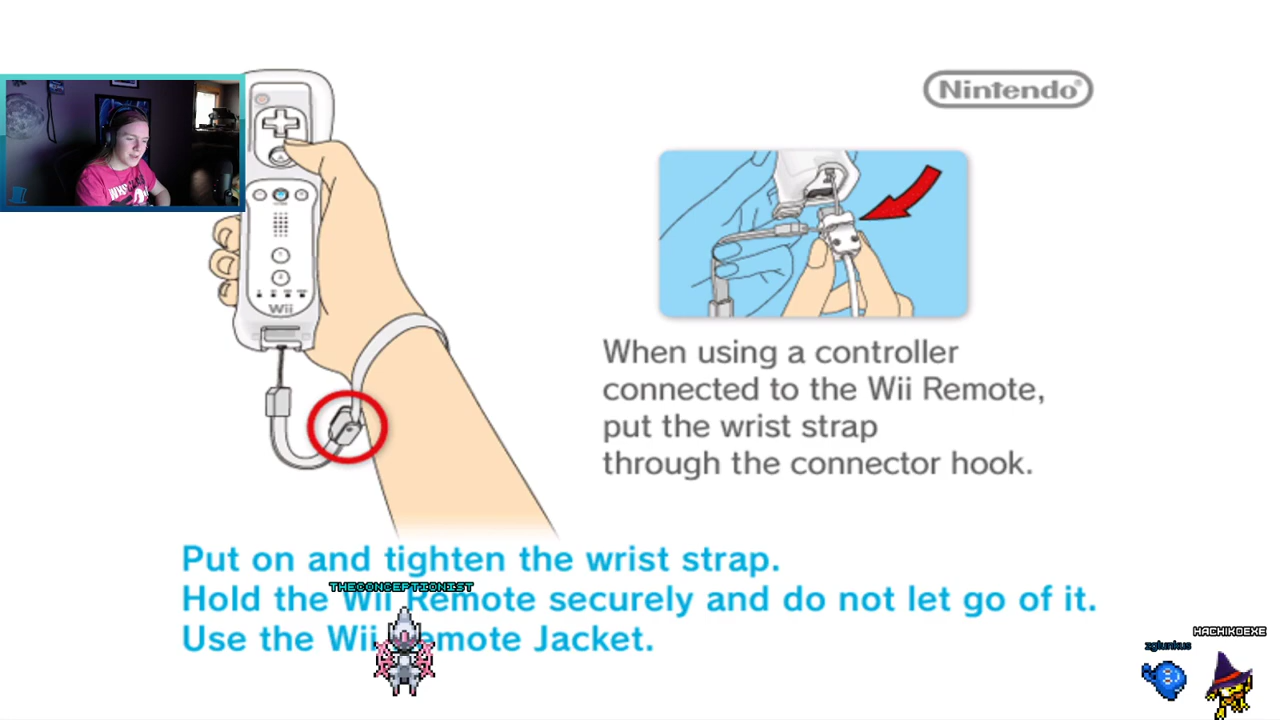 Nintendo®
Wii
When using a controller
connected to the Wii Remote,
put the wrist strap
through the connector hook.
Put on and tighten the wrist strap.
THECONCEPTIONIST
Hold the Wii Remote securely and do not let go of it.
Use the Wii Remote Jacket.
HACHIKOEXE
zglunkus